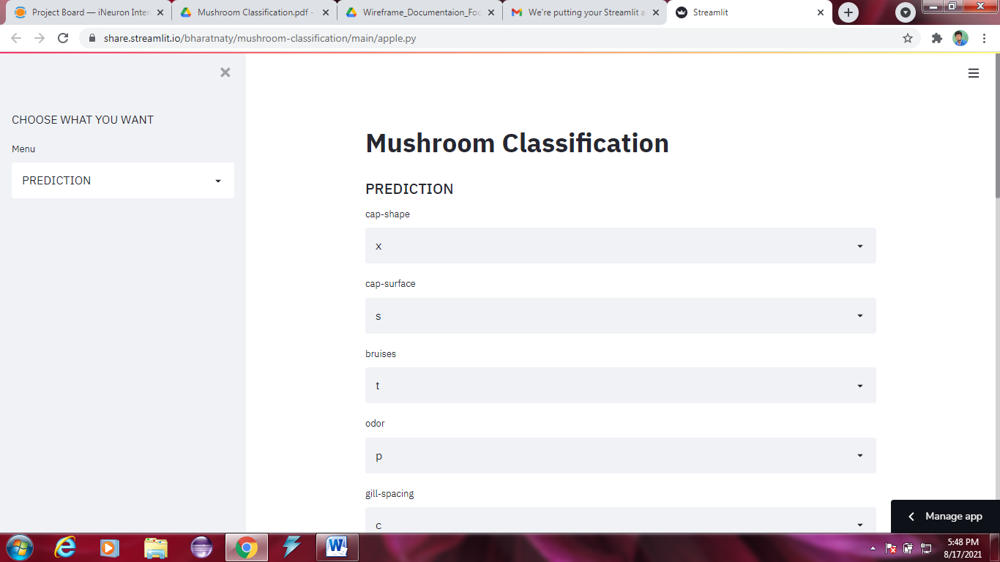 Project Board — iNeuron Inter
Mushroom Classification.pdf -
Wireframe_Documentaion_Foc
We're putting your Streamlit a
Streamlit
share.streamlit.io/bharatnaty/mushroom-classification/main/apple.py
CHOOSE WHAT YOU WANT
Menu
PREDICTION
Mushroom Classification
PREDICTION
cap-shape
x
cap-surface
s
bruises
t
odor
p
gill-spacing
c
Manage app
5:48 PM
8/17/2021